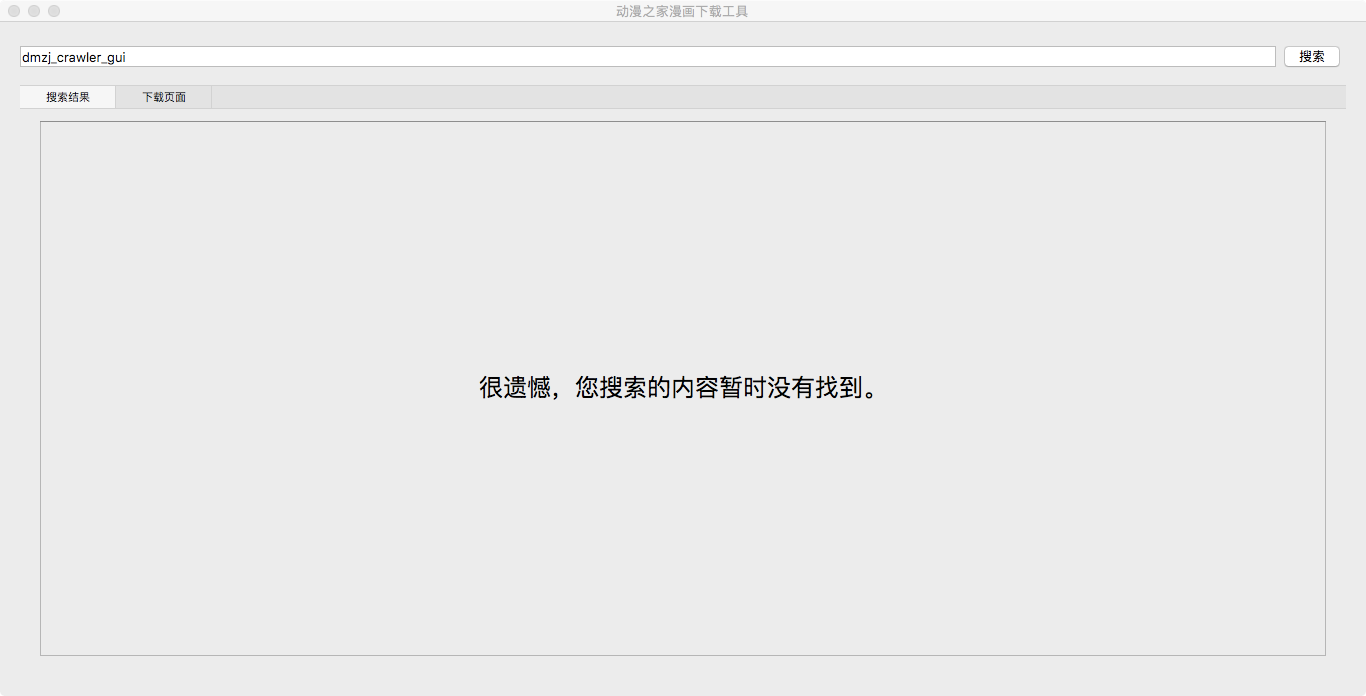 动漫之家漫画下载工具
dmzj_crawler_gui
搜索
搜索结果
下载页面
很遗憾，您搜索的内容暂时没有找到。